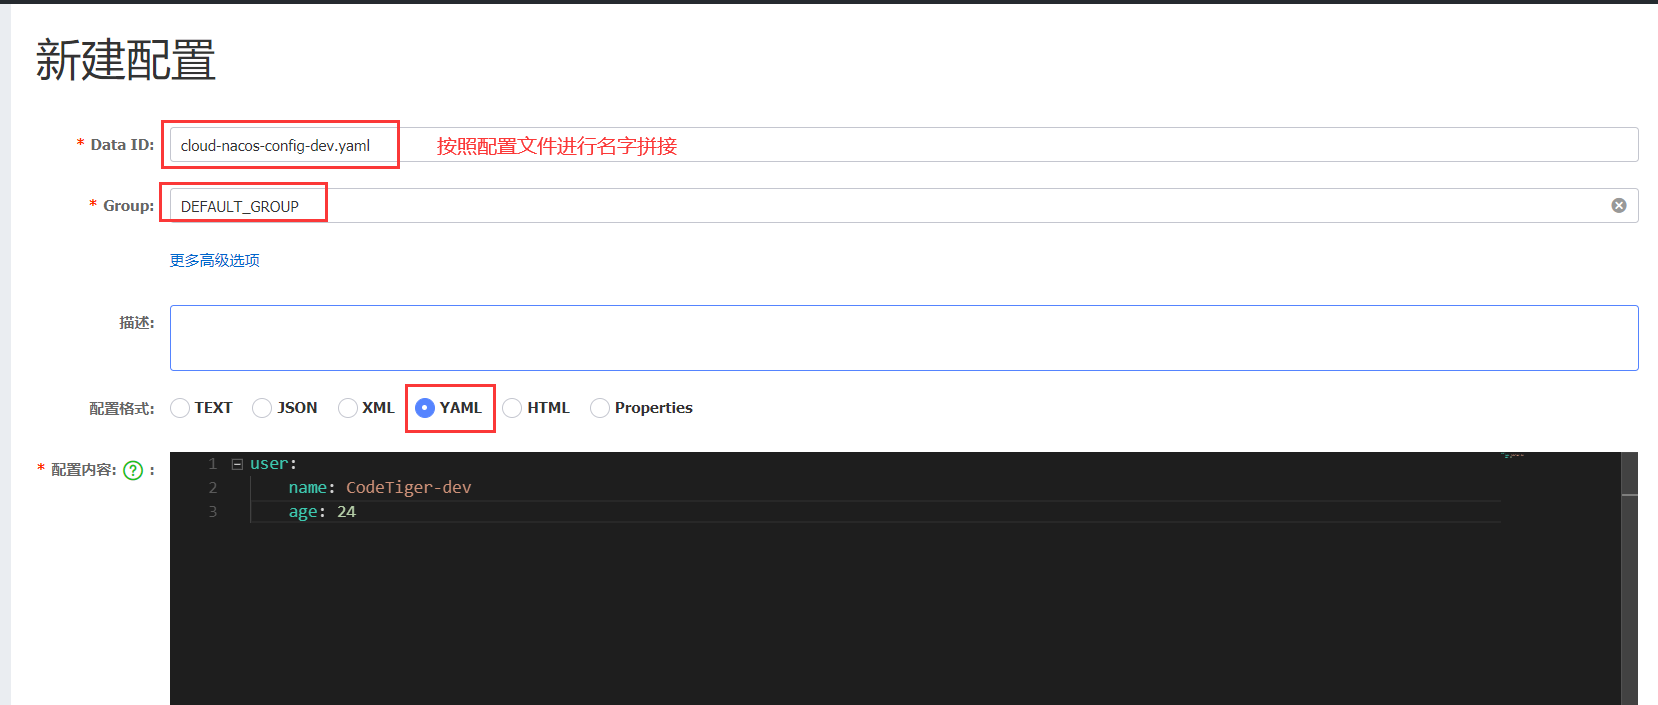 新建配置
* Data ID: cloud-nacos-config-dev.yaml 按照配置文件进行名字拼接
* Group: DEFAULT_GROUP
更多高级选项
描述:
配置格式: TEXT JSON XML YAML HTML Properties
* 配置内容: ? :
1 user:
2 name: CodeTiger-dev
3 age: 24